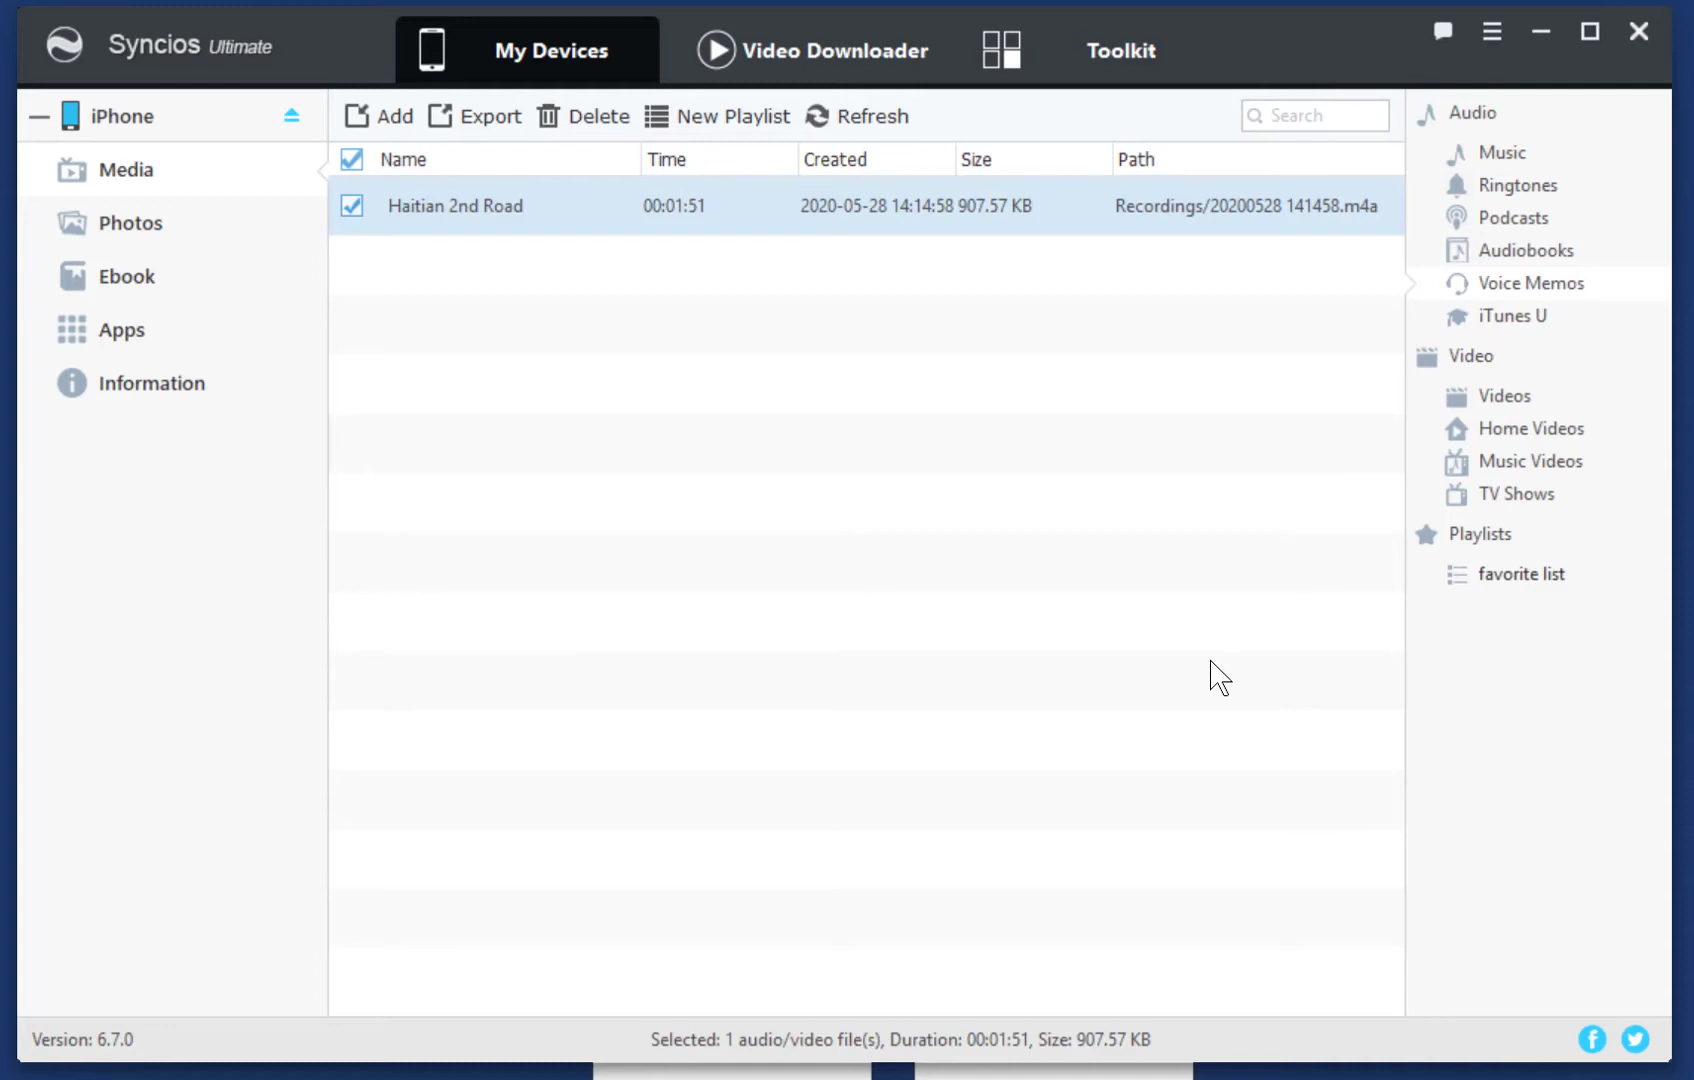 Syncios Ultimate
My Devices
Video Downloader
Toolkit
iPhone
Media
Photos
Ebook
Apps
Information
Add Export Delete New Playlist Refresh
Search
Name Time Created Size Path
Haitian 2nd Road 00:01:51 2020-05-28 14:14:58 907.57 KB Recordings/20200528 141458.m4a
Audio
Music
Ringtones
Podcasts
Audiobooks
Voice Memos
iTunes U
Video
Videos
Home Videos
Music Videos
TV Shows
Playlists
favorite list
Version: 6.7.0
Selected: 1 audio/video file(s), Duration: 00:01:51, Size: 907.57 KB